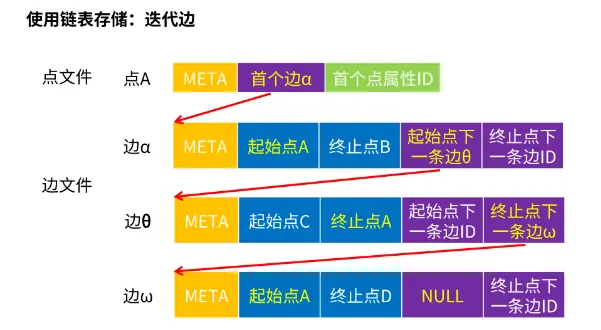 使用链表存储：迭代边
点文件 点A META 首个边α 首个点属性ID
边α META 起始点A 终止点B 起始点下一条边θ 终止点下一条边ID
边文件
边θ META 起始点C 终止点A 起始点下一条边ID 终止点下一条边ω
边ω META 起始点A 终止点D NULL 终止点下一条边ID